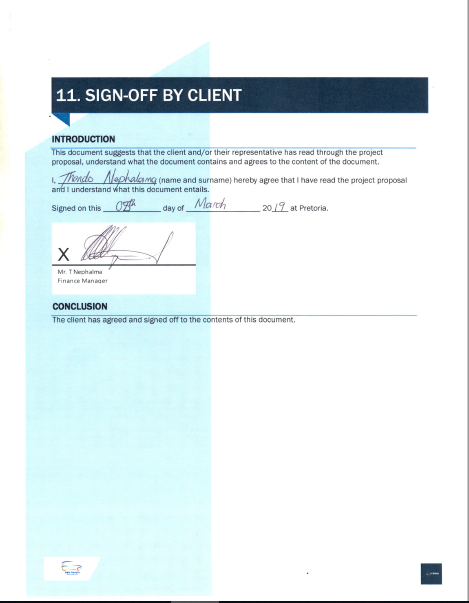 11. SIGN-OFF BY CLIENT
INTRODUCTION
This document suggests that the client and/or their representative has read through the project
proposal, understand what the document contains and agrees to the content of the document.
I, Thendo Nephalama (name and surname) hereby agree that I have read the project proposal
and I understand what this document entails.
Signed on this 08th day of March 2019 at Pretoria.
X
Mr. T Nephalma
Finance Manager
CONCLUSION
The client has agreed and signed off to the contents of this document.